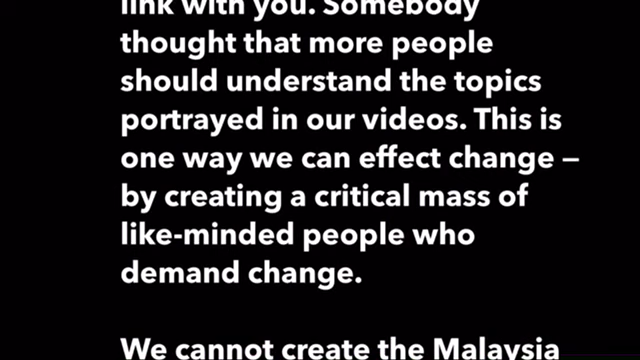 link with you. Somebody
thought that more people
should understand the topics
portrayed in our videos. This is
one way we can effect change –
by creating a critical mass of
like-minded people who
demand change.
We cannot create the Malaysia